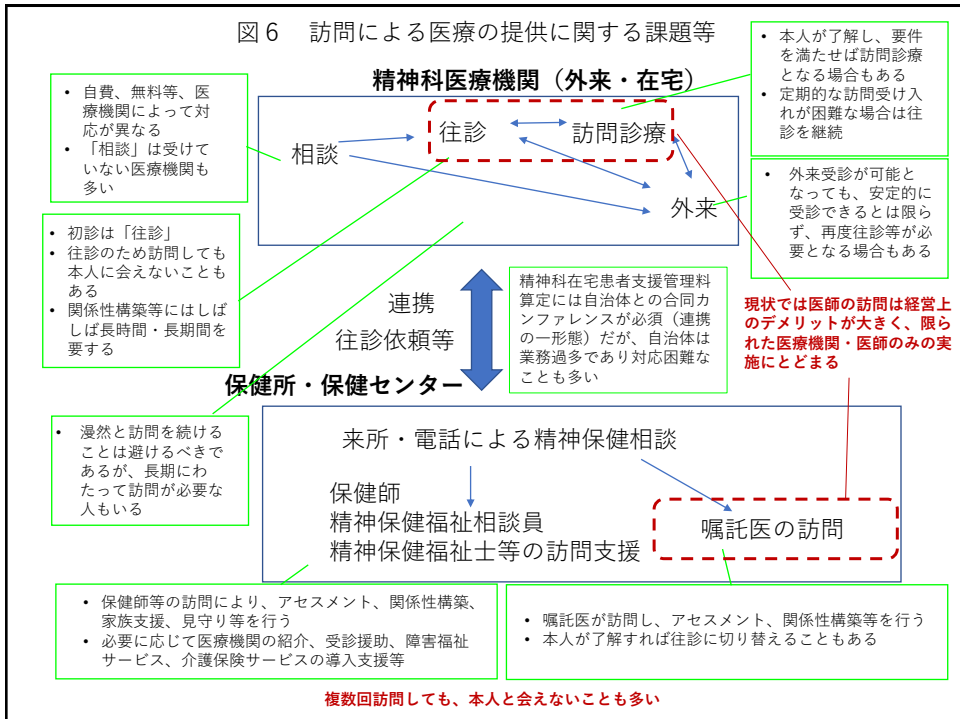 図６　訪問による医療の提供に関する課題等
• 本人が了解し、要件
を満たせば訪問診療
となる場合もある
• 定期的な訪問受け入
れが困難な場合は往
診を継続
精神科医療機関（外来・在宅）
• 自費、無料等、医
療機関によって対
応が異なる
• 「相談」は受けて
いない医療機関も
多い
相談
往診
訪問診療
外来
• 外来受診が可能と
なっても、安定的に
受診できるとは限ら
ず、再度往診等が必
要となる場合もある
• 初診は「往診」
• 往診のため訪問しても
本人に会えないことも
ある
• 関係性構築等にはしば
しば長時間・長期間を
要する
連携
往診依頼等
精神科在宅患者支援管理料
算定には自治体との合同カ
ンファレンスが必須（連携
の一形態）だが、自治体は
業務過多であり対応困難な
ことも多い
現状では医師の訪問は経営上
のデメリットが大きく、限ら
れた医療機関・医師のみの実
施にとどまる
保健所・保健センター
• 漫然と訪問を続ける
ことは避けるべき
であるが、長期にわ
たって訪問が必要な
人もいる
来所・電話による精神保健相談
保健師
精神保健福祉相談員
精神保健福祉士等の訪問支援
嘱託医の訪問
• 保健師等の訪問により、アセスメント、関係性構築、
家族支援、見守り等を行う
• 必要に応じて医療機関の紹介、受診援助、障害福祉
サービス、介護保険サービスの導入支援等
• 嘱託医が訪問し、アセスメント、関係性構築等を行う
• 本人が了解すれば往診に切り替えることもある
複数回訪問しても、本人と会えないことも多い